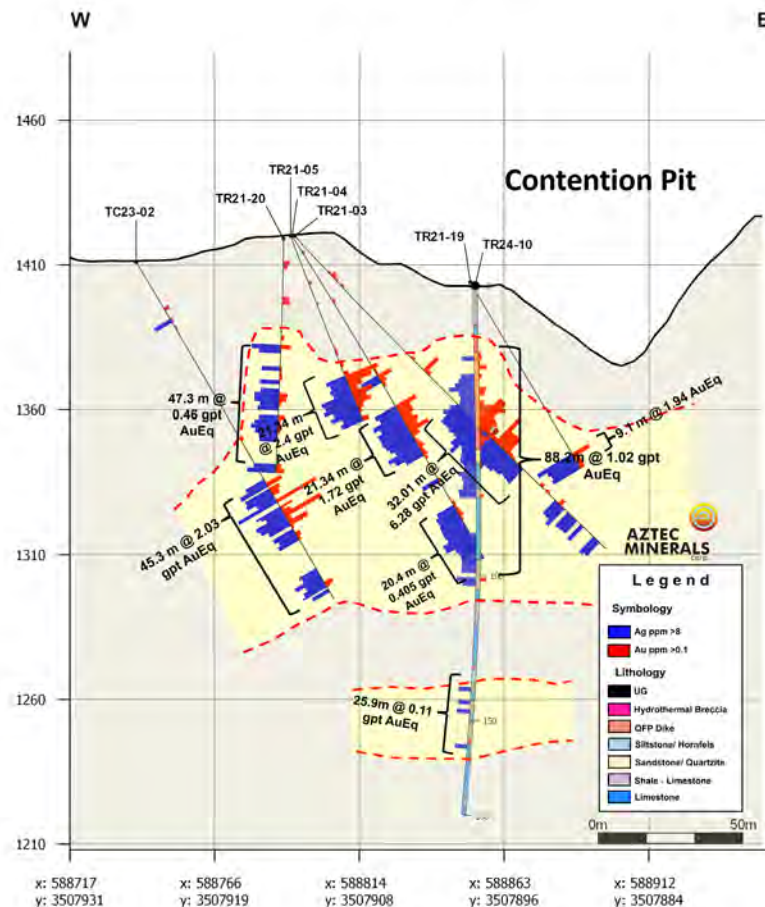 W
E
1460
Contention Pit
TR21-05
TR21-04
TR21-20
TR21-03
TC23-02
TR21-19
TR24-10
1410
1360
47.3 m @
0.46 gpt
AuEq
@ 2.4 gpt
AuEq
21.34 m @
1.72 gpt
AuEq
32.01 m @
6.28 gpt AuEq
9.1 m @ 1.94 AuEq
88.2m @ 1.02 gpt
AuEq
45.3 m @ 2.03
gpt AuEq
20.4 m @
0.405 gpt
AuEq
1310
AZTEC
MINERALS
CORP.
Legend
Symbology
Ag ppm >8
Au ppm >0.1
Lithology
UG
Hydrothermal Breccia
QFP Dike
Siltstone/ Hornfels
Sandstone/ Quartzite
Shale - Limestone
Limestone
1260
25.9m @ 0.11
gpt AuEq
150
0m
50m
1210
x: 588717
y: 3507931
x: 588766
y: 3507919
x: 588814
y: 3507908
x: 588863
y: 3507896
x: 588912
y: 3507884